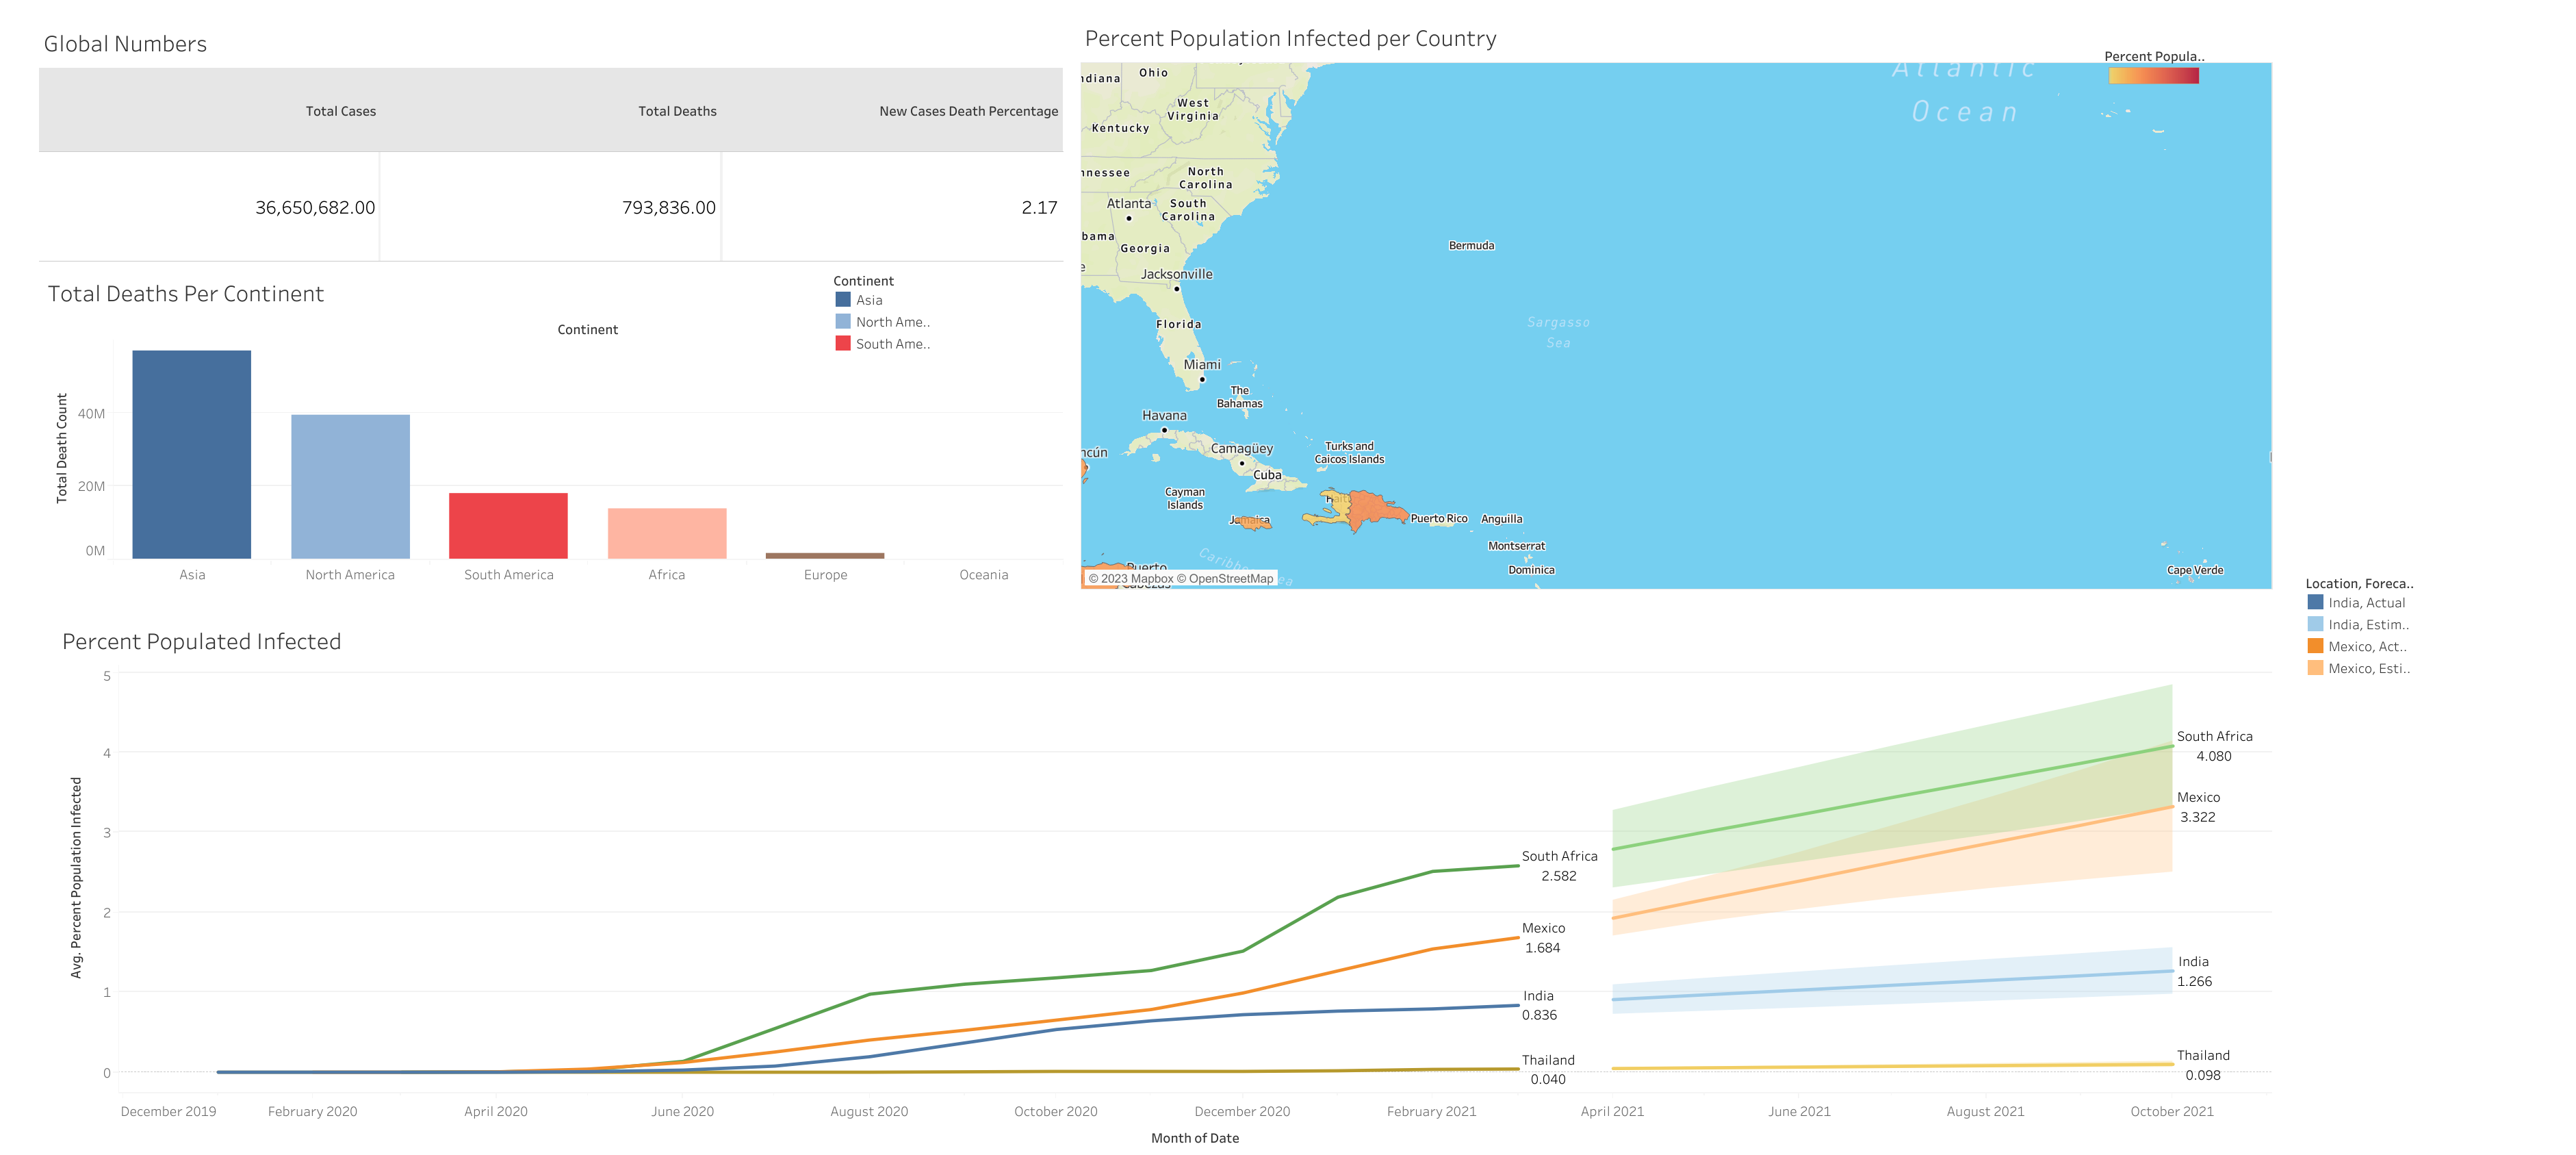 Global Numbers
Total Cases
Total Deaths
New Cases Death Percentage
36,650,682.00
793,836.00
2.17
Total Deaths Per Continent
Continent
Continent
Asia
North Ame..
South Ame..
Total Death Count
40M
20M
0M
Asia
North America
South America
Africa
Europe
Oceania
Percent Population Infected per Country
Percent Popula..
Atlantic
Ocean
ndiana
Ohio
West
Virginia
Kentucky
nnessee
North
Carolina
Atlanta
South
Carolina
bama
Georgia
Jacksonville
Bermuda
Florida
Sargasso
Sea
Miami
The
Bahamas
Havana
ncún
Camagüey
Cuba
Turks and
Caicos Islands
Cayman
Islands
Haiti
Jamaica
Puerto Rico
Anguilla
Montserrat
Dominica
Cape Verde
Puerto
Cabezas
© 2023 Mapbox © OpenStreetMap
Location, Foreca..
India, Actual
India, Estim..
Mexico, Act..
Mexico, Esti..
Percent Populated Infected
Avg. Percent Population Infected
5
4
3
2
1
0
South Africa
2.582
Mexico
1.684
India
0.836
Thailand
0.040
South Africa
4.080
Mexico
3.322
India
1.266
Thailand
0.098
December 2019
February 2020
April 2020
June 2020
August 2020
October 2020
December 2020
February 2021
April 2021
June 2021
August 2021
October 2021
Month of Date